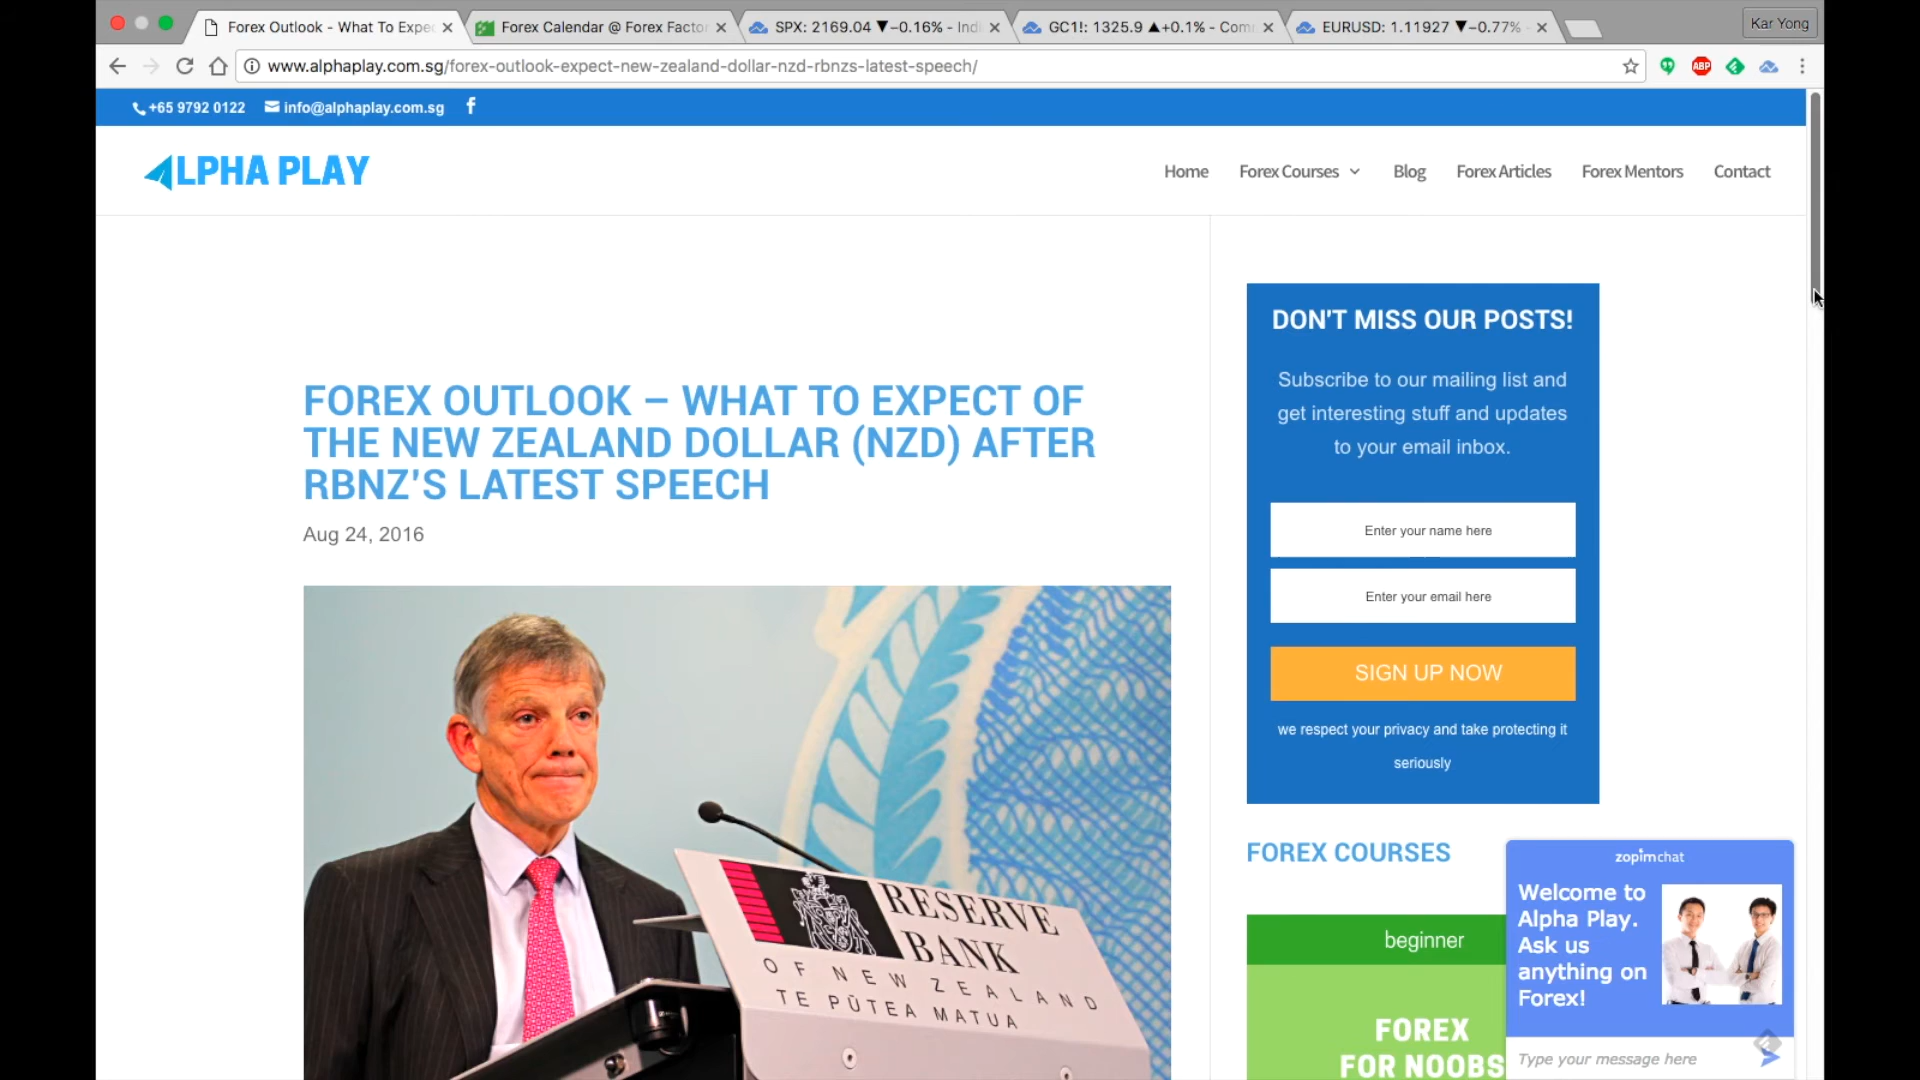 Forex Outlook - What To Expe
Forex Calendar @ Forex Factor
SPX: 2169.04 ▼−0.16% - Indi
GC1!: 1325.9 ▲+0.1% - Com
EURUSD: 1.11927 ▼−0.77% -
Kar Yong
www.alphaplay.com.sg/forex-outlook-expect-new-zealand-dollar-nzd-rbnzs-latest-speech/
ABP
+65 9792 0122
info@alphaplay.com.sg
ALPHA PLAY
Home
Forex Courses
Blog
Forex Articles
Forex Mentors
Contact
FOREX OUTLOOK – WHAT TO EXPECT OF
THE NEW ZEALAND DOLLAR (NZD) AFTER
RBNZ'S LATEST SPEECH
Aug 24, 2016
RESERVE
BANK
OF NEW ZEALAND
TE PŪTEA MATUA
DON'T MISS OUR POSTS!
Subscribe to our mailing list and
get interesting stuff and updates
to your email inbox.
Enter your name here
Enter your email here
SIGN UP NOW
we respect your privacy and take protecting it
seriously
FOREX COURSES
beginner
FOREX
FOR NOOBS
zopim chat
Welcome to
Alpha Play.
Ask us
anything on
Forex!
Type your message here